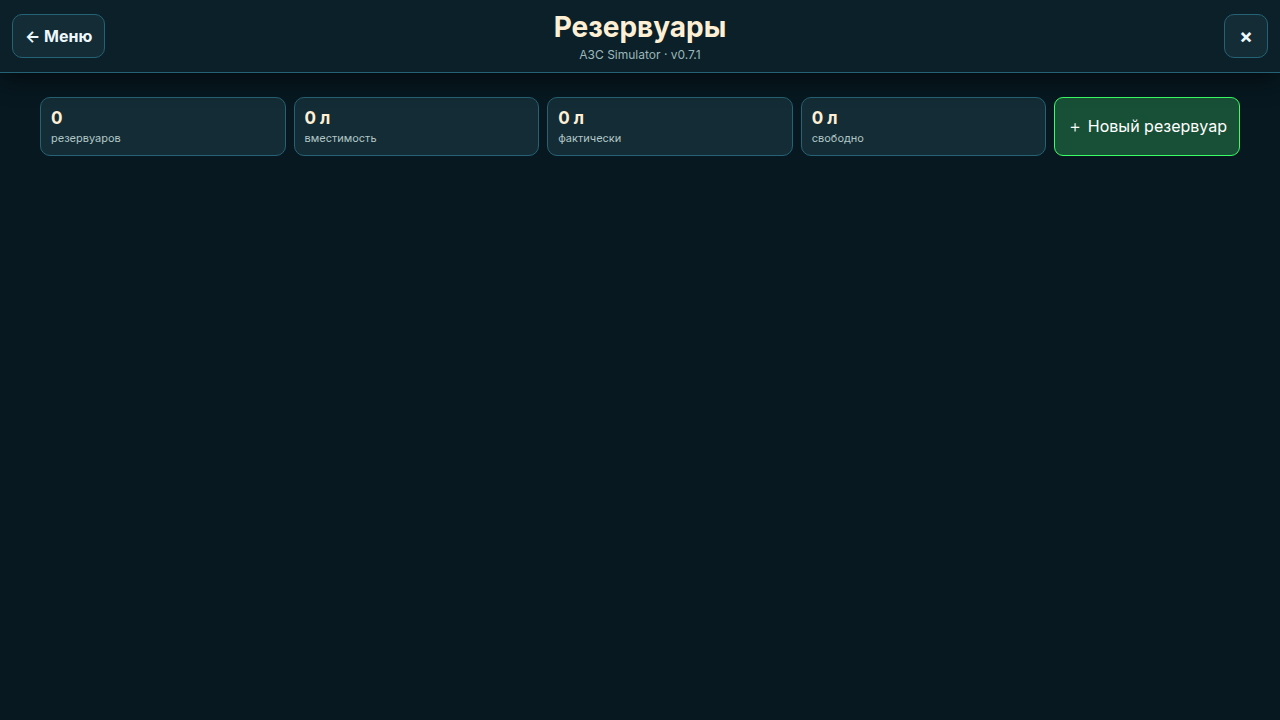 ← Меню
Резервуары
АЗС Simulator · v0.7.1
×
0
резервуаров
0 л
вместимость
0 л
фактически
0 л
свободно
＋ Новый резервуар